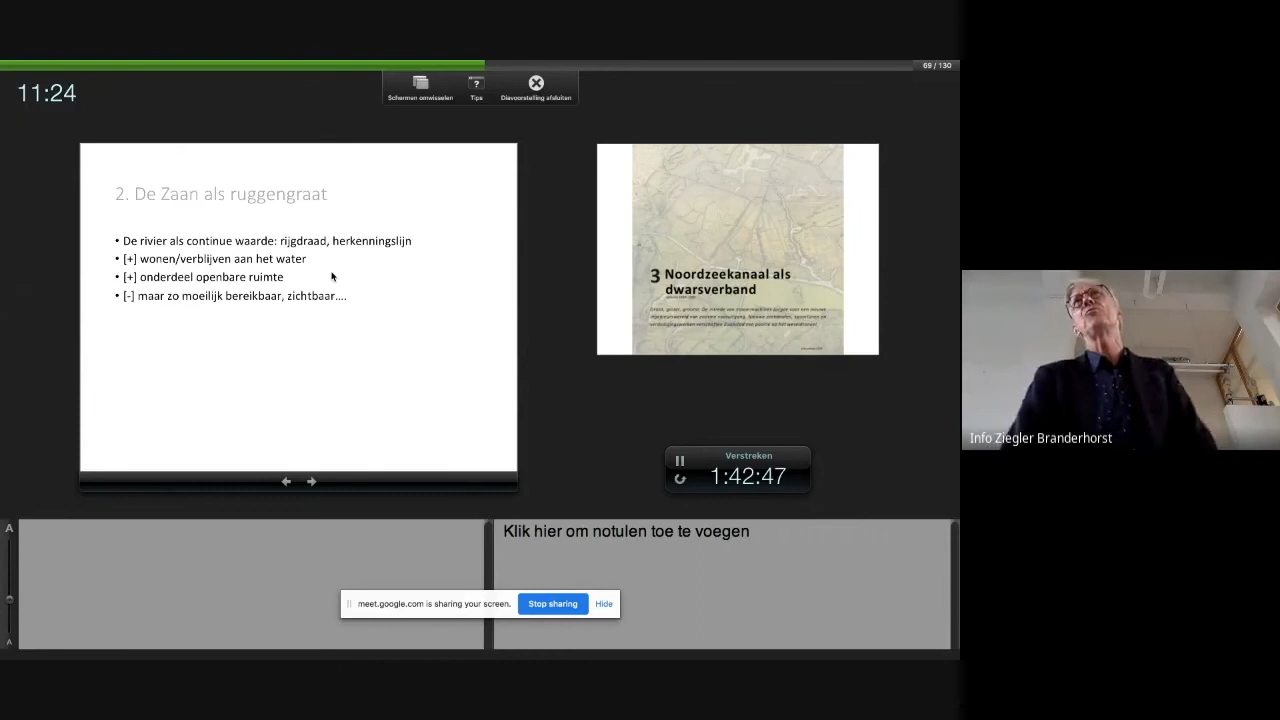 69 / 130
11:24
Schermen omwisselen
Tips
Diavoorstelling afsluiten
2. De Zaan als ruggengraat
• De rivier als continue waarde: rijgdraad, herkenningslijn
• [+] wonen/verblijven aan het water
• [+] onderdeel openbare ruimte
• [-] maar zo moeilijk bereikbaar, zichtbaar....
3 Noordzeekanaal als
dwarsverband
Verstreken
1:42:47
Info Ziegler Branderhorst
A
A
Klik hier om notulen toe te voegen
meet.google.com is sharing your screen.
Stop sharing
Hide